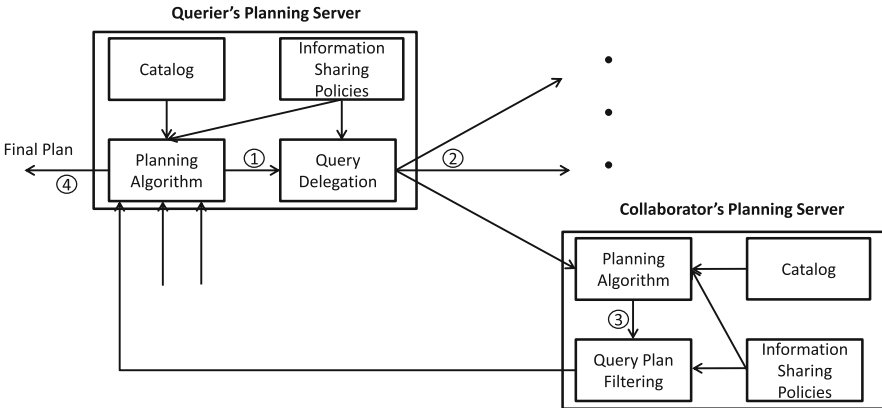 Querier's Planning Server
Catalog
Information
Sharing
Policies
Final Plan
Planning
Algorithm
①
Query
Delegation
②
④
Collaborator's Planning Server
Planning
Algorithm
Catalog
③
Query Plan
Filtering
Information
Sharing
Policies